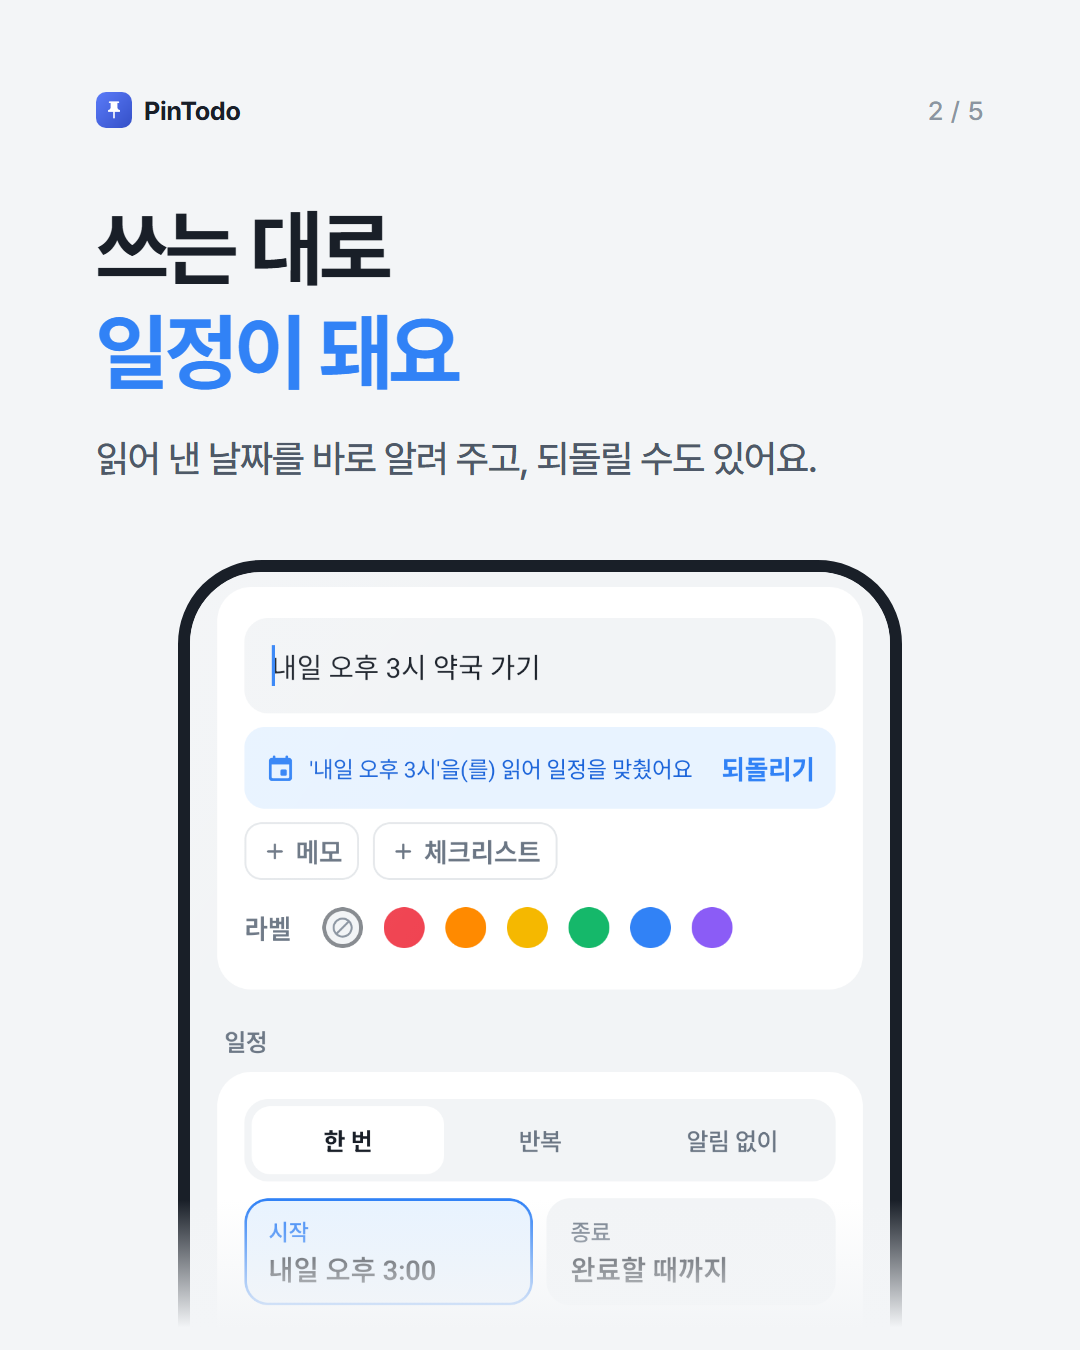 PinTodo
2 / 5
쓰는 대로
일정이 돼요
읽어 낸 날짜를 바로 알려 주고, 되돌릴 수도 있어요.
내일 오후 3시 약국 가기
'내일 오후 3시'을(를) 읽어 일정을 맞췄어요 되돌리기
+ 메모 + 체크리스트
라벨
일정
한 번 반복 알림 없이
시작 종료
내일 오후 3:00 완료할 때까지